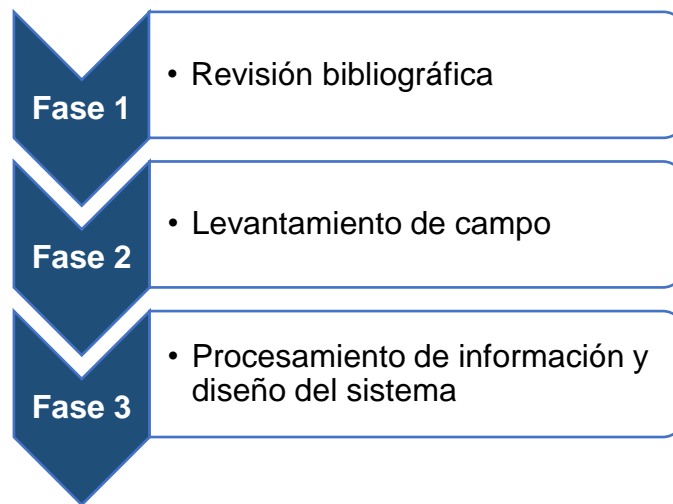 Fase 1
• Revisión bibliográfica
Fase 2
• Levantamiento de campo
Fase 3
• Procesamiento de información y
diseño del sistema